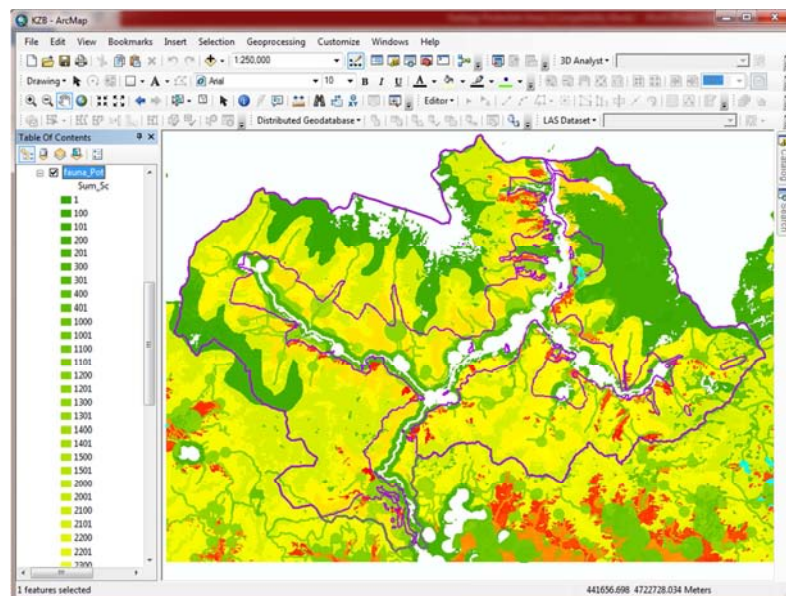 KZB - ArcMap
File Edit View Bookmarks Insert Selection Geoprocessing Customize Windows Help
1:250,000 3D Analyst
Drawing Arial 10 B I U A
Editor
Distributed Geodatabase LAS Dataset
Table Of Contents
Catalog
Search
fauna_Pot
Sum_Sc
1
100
101
200
201
300
301
400
401
1000
1001
1100
1101
1200
1201
1300
1301
1400
1401
1500
1501
2000
2001
2100
2101
2200
2201
2300
1 features selected 441656.698 4722728.034 Meters